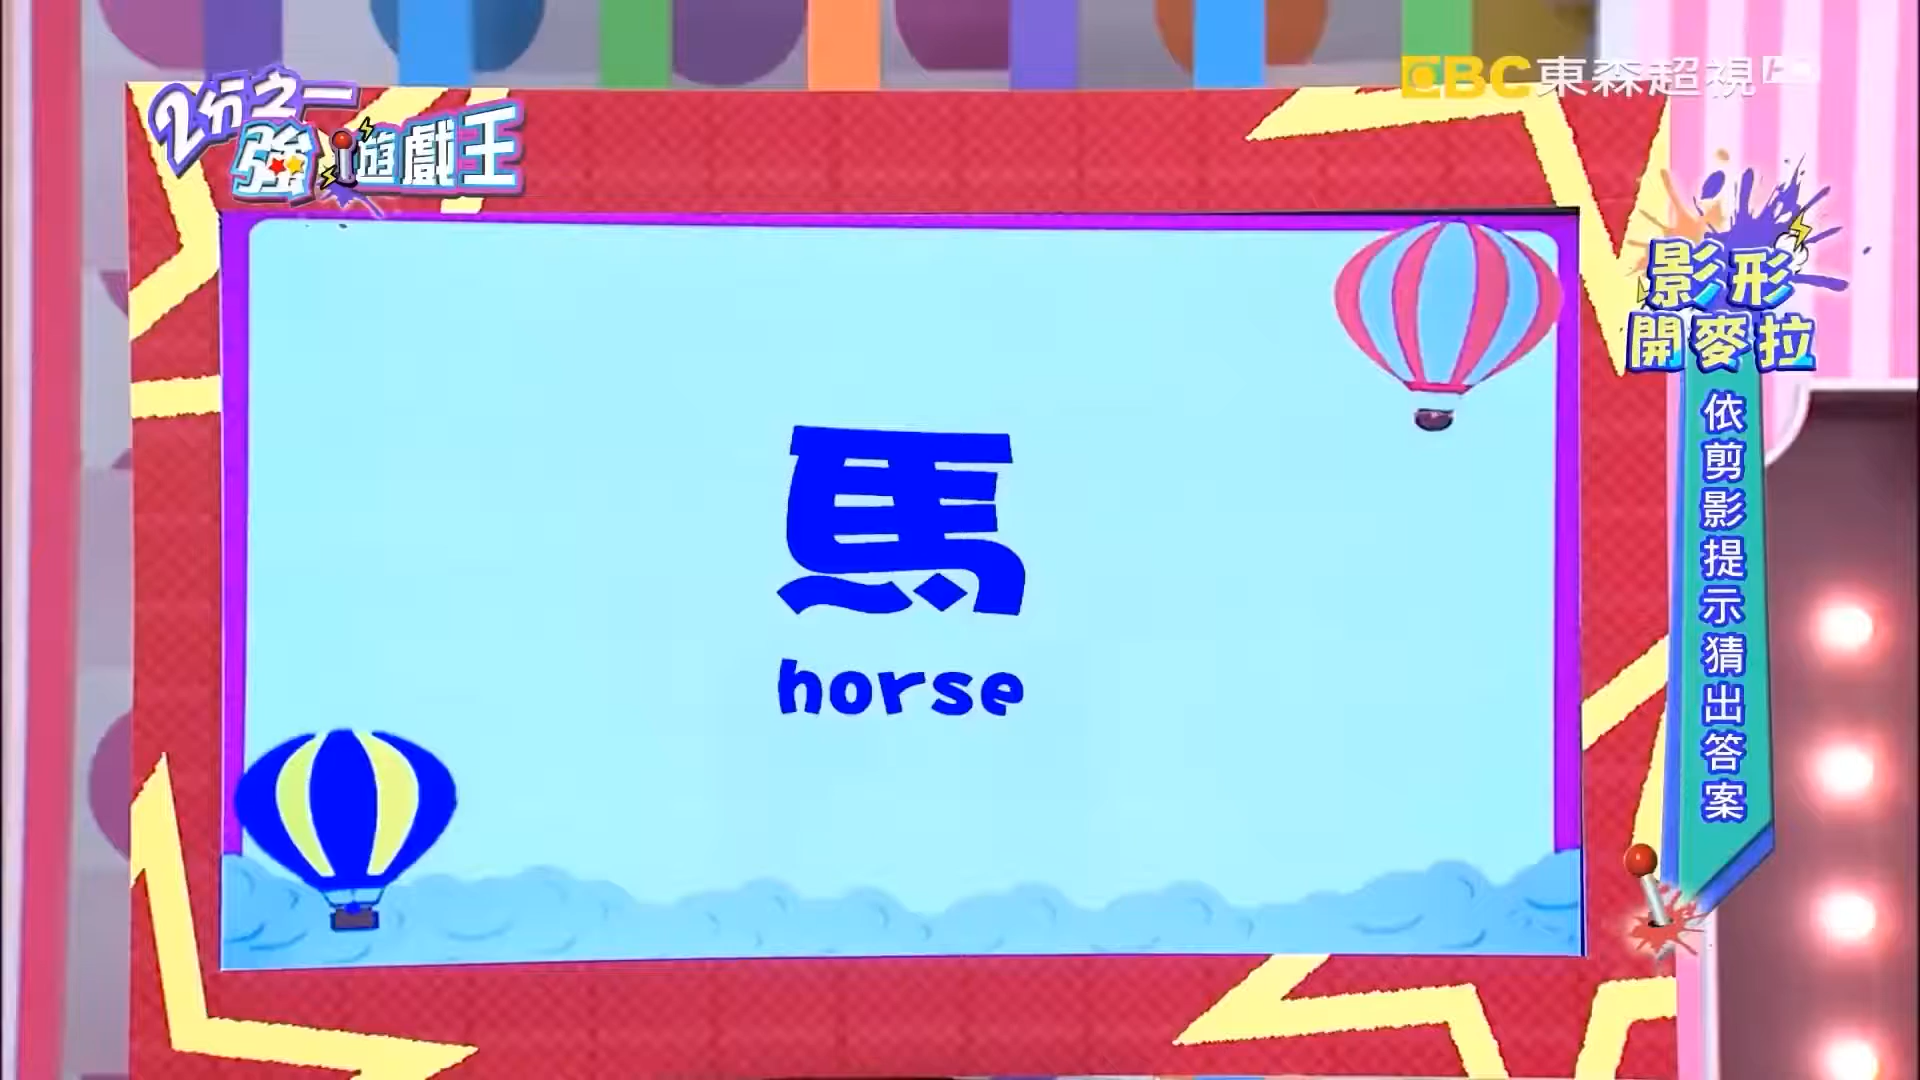 EBC東森超視
2分之一
強遊戲王
影形
開麥拉
依剪影提示猜出答案
馬
horse